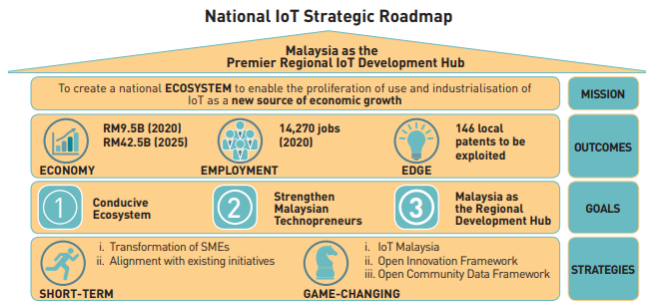 National IoT Strategic Roadmap
Malaysia as the
Premier Regional IoT Development Hub
To create a national ECOSYSTEM to enable the proliferation of use and industrialisation of
IoT as a new source of economic growth
MISSION
RM9.5B (2020)
RM42.5B (2025)
ECONOMY
14,270 jobs
(2020)
EMPLOYMENT
146 local
patents to be
exploited
EDGE
OUTCOMES
1
Conducive
Ecosystem
2
Strengthen
Malaysian
Technopreneurs
3
Malaysia as
the Regional
Development Hub
GOALS
i. Transformation of SMEs
ii. Alignment with existing initiatives
SHORT-TERM
i. IoT Malaysia
ii. Open Innovation Framework
iii. Open Community Data Framework
GAME-CHANGING
STRATEGIES